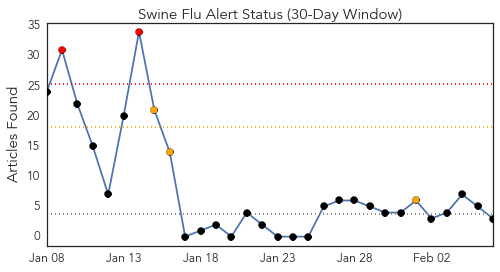 Swine Flu Alert Status (30-Day Window)
Articles Found
35
30
25
20
15
10
5
0
Jan 08
Jan 13
Jan 18
Jan 23
Jan 28
Feb 02